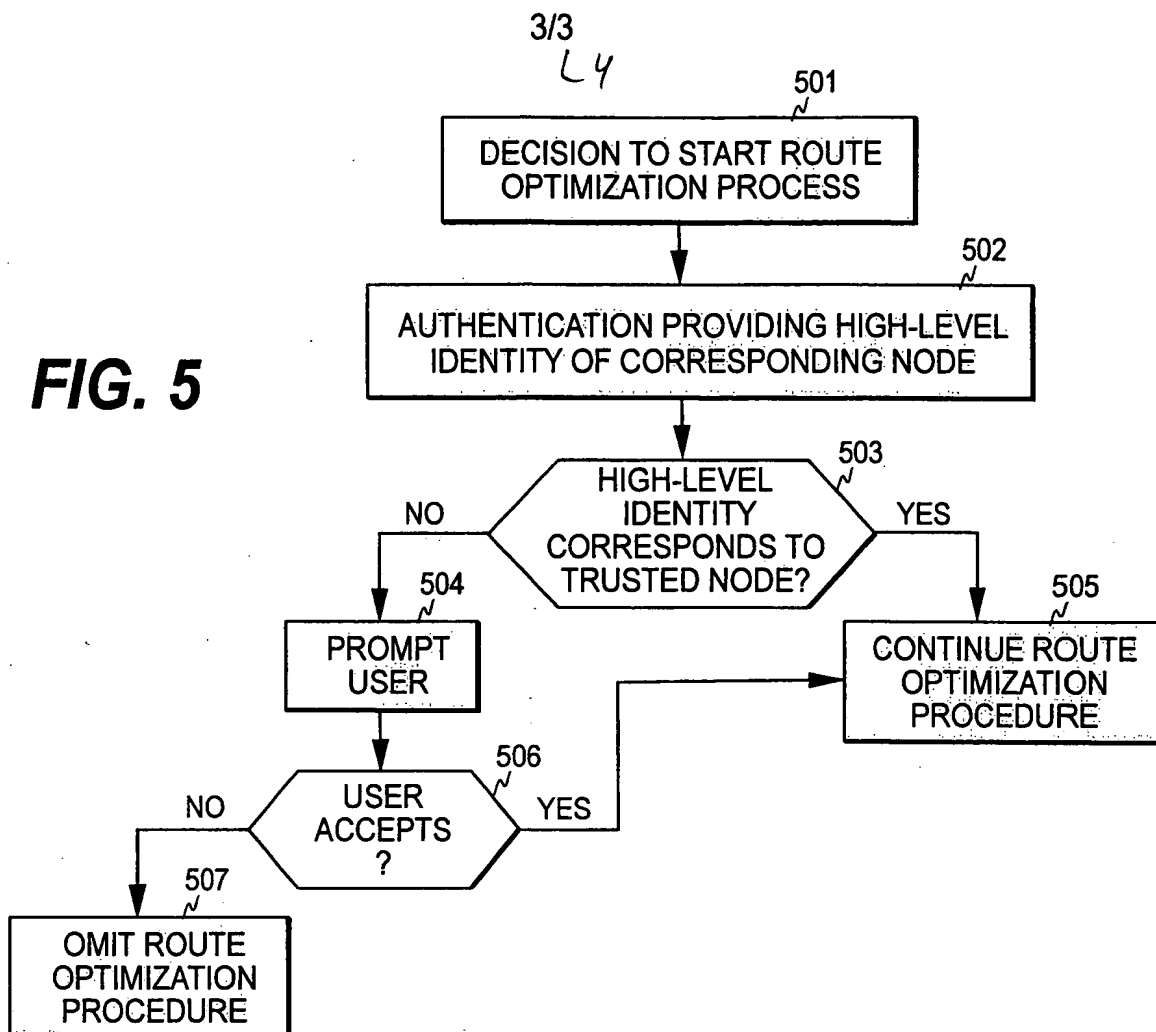 3/3
L4
501
DECISION TO START ROUTE
OPTIMIZATION PROCESS
502
AUTHENTICATION PROVIDING HIGH-LEVEL
IDENTITY OF CORRESPONDING NODE
FIG. 5
503
HIGH-LEVEL
IDENTITY
CORRESPONDS TO
TRUSTED NODE?
NO
YES
504
PROMPT
USER
505
CONTINUE ROUTE
OPTIMIZATION
PROCEDURE
506
USER
ACCEPTS
?
NO
YES
507
OMIT ROUTE
OPTIMIZATION
PROCEDURE